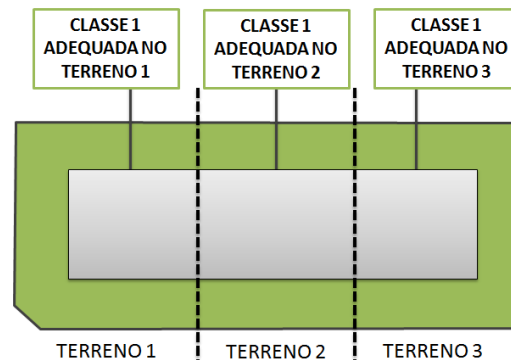 CLASSE 1
ADEQUADA NO
TERRENO 1
CLASSE 1
ADEQUADA NO
TERRENO 2
CLASSE 1
ADEQUADA NO
TERRENO 3
TERRENO 1
TERRENO 2
TERRENO 3